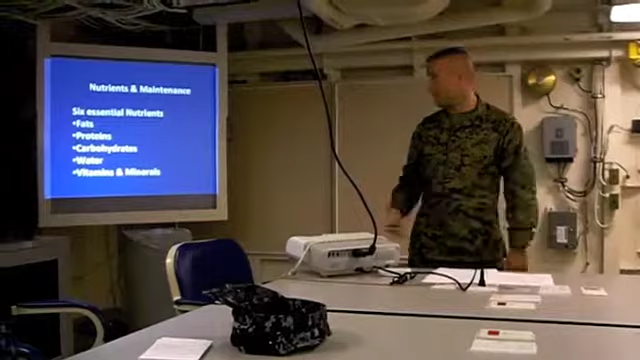 Nutrients & Maintenance
Six essential Nutrients
•Fats
•Proteins
•Carbohydrates
•Water
•Vitamins & Minerals